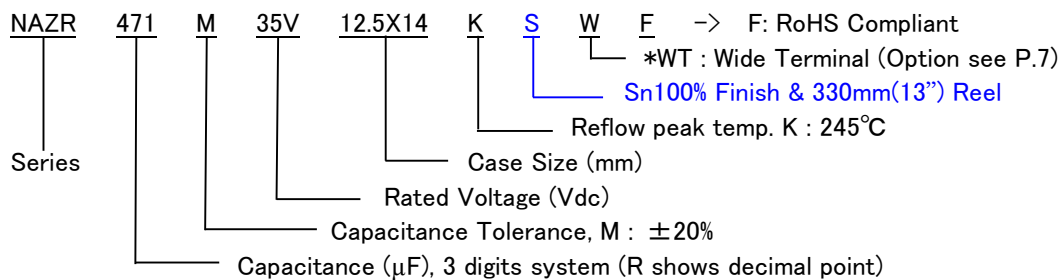 NAZR 471 M 35V 12.5X14 K S W F -> F: RoHS Compliant
*WT : Wide Terminal (Option see P.7)
Sn100% Finish & 330mm(13”) Reel
Reflow peak temp. K : 245℃
Series
Case Size (mm)
Rated Voltage (Vdc)
Capacitance Tolerance, M : ±20%
Capacitance (μF), 3 digits system (R shows decimal point)